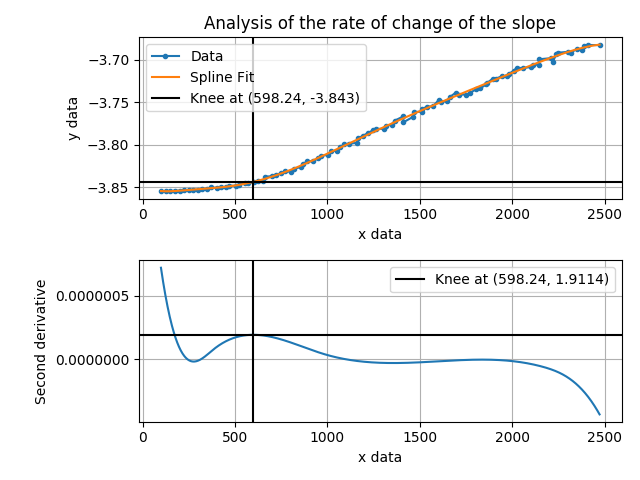 Analysis of the rate of change of the slope
−3.70
−3.75
−3.80
−3.85
y data
Data
Spline Fit
Knee at (598.24, -3.843)
0 500 1000 1500 2000 2500
x data
Knee at (598.24, 1.9114)
0.0000005
0.0000000
Second derivative
0 500 1000 1500 2000 2500
x data